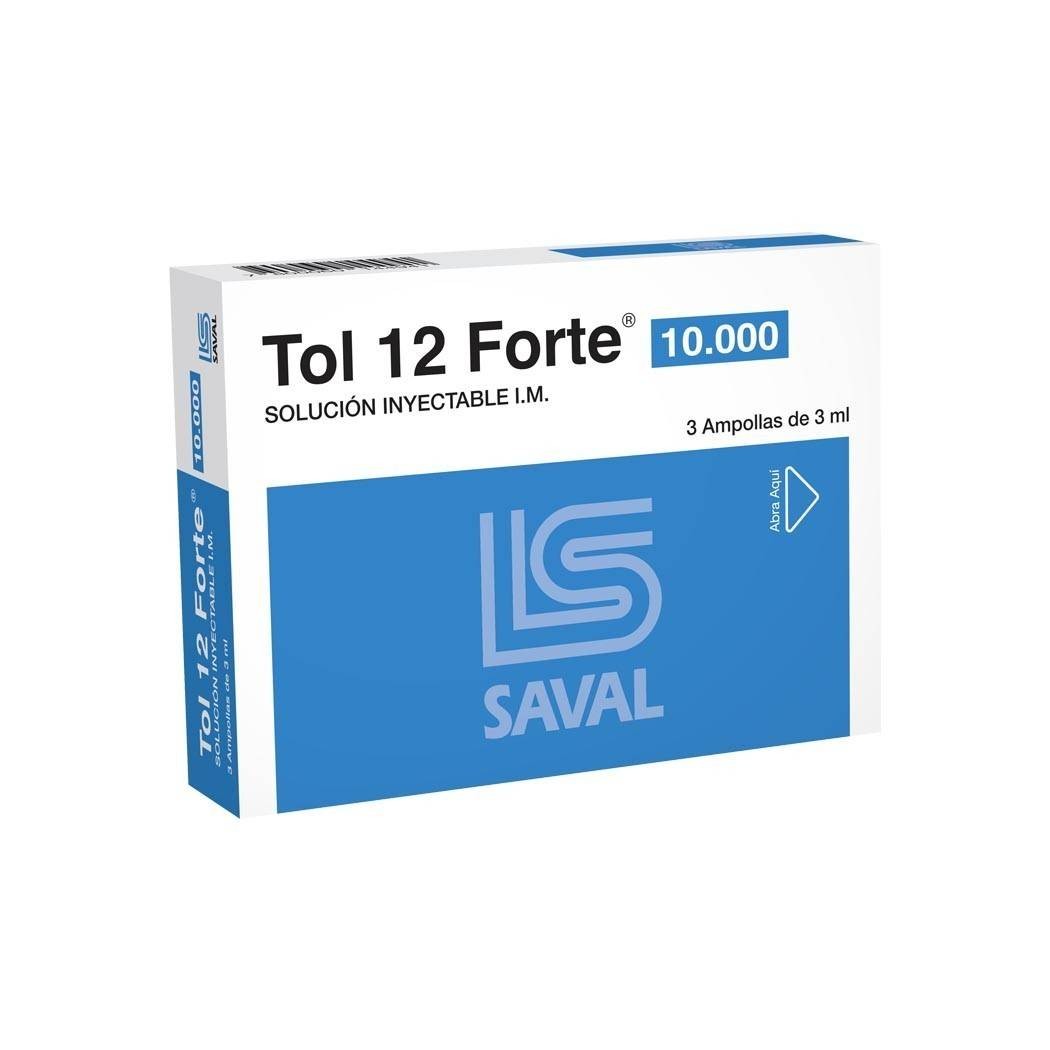 Tol 12 Forte® 10.000
SOLUCIÓN INYECTABLE I.M.
3 Ampollas de 3 ml
Abra Aquí
SAVAL
SAVAL
Tol 12 Forte® 10.000
SOLUCIÓN INYECTABLE I.M.
3 Ampollas de 3 ml